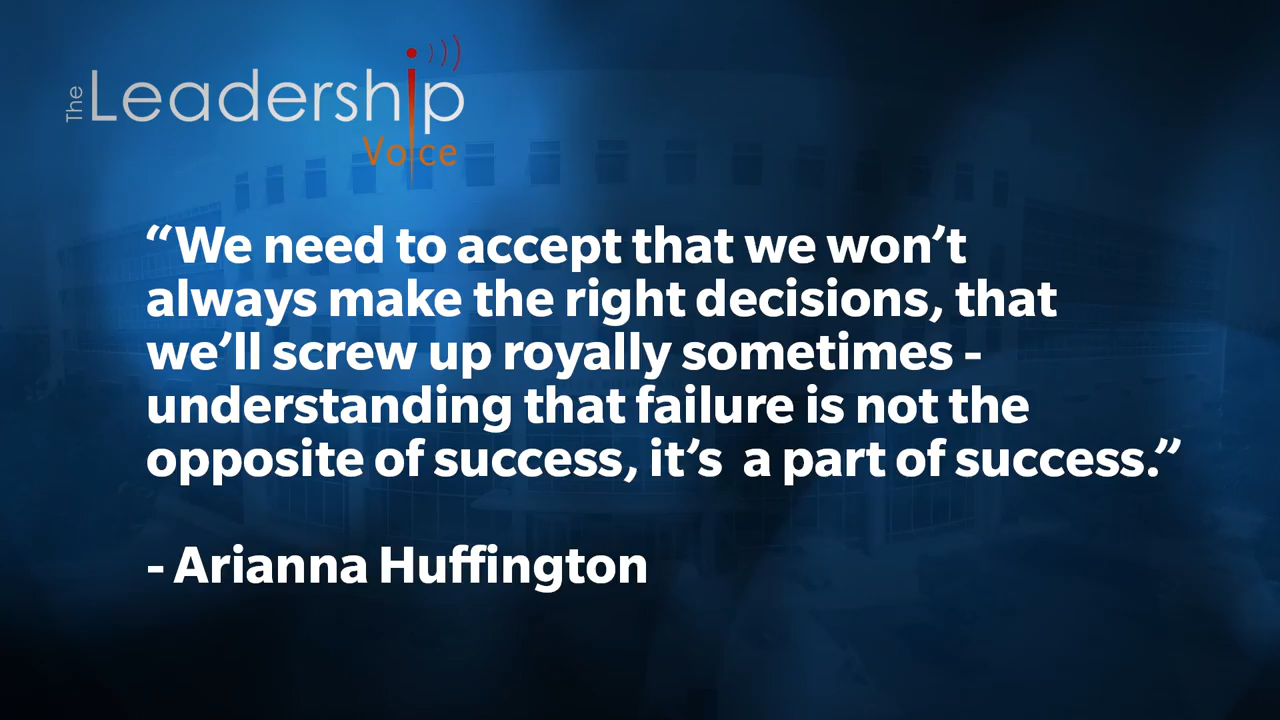 The Leadership
Voice
“We need to accept that we won’t
always make the right decisions, that
we’ll screw up royally sometimes -
understanding that failure is not the
opposite of success, it’s  a part of success.”
- Arianna Huffington